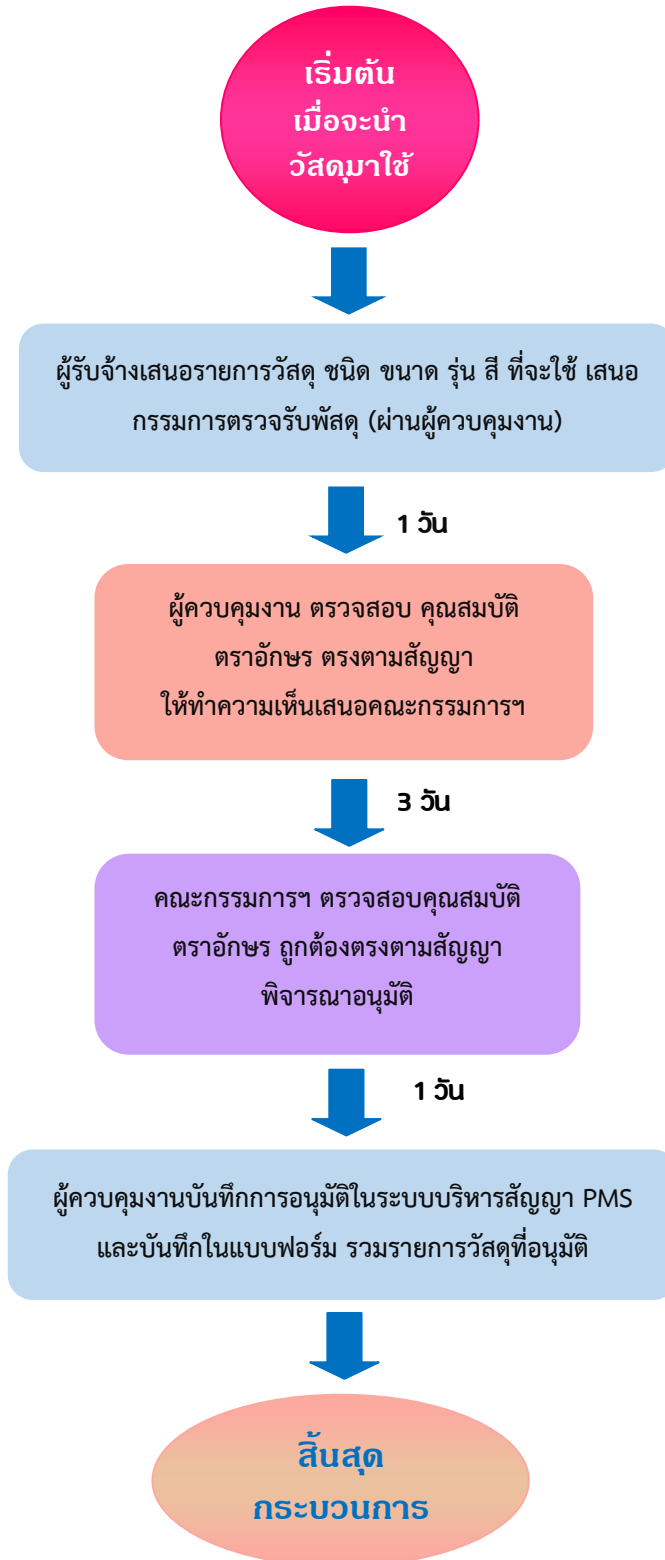 เริ่มต้น
เมื่อจะนำ
วัสดุมาใช้
ผู้รับจ้างเสนอรายการวัสดุ ชนิด ขนาด รุ่น สี ที่จะใช้ เสนอ
กรรมการตรวจรับพัสดุ (ผ่านผู้ควบคุมงาน)
1 วัน
ผู้ควบคุมงาน ตรวจสอบ คุณสมบัติ
ตราอักษร ตรงตามสัญญา
ให้ทำความเห็นเสนอคณะกรรมการฯ
3 วัน
คณะกรรมการฯ ตรวจสอบคุณสมบัติ
ตราอักษร ถูกต้องตรงตามสัญญา
พิจารณาอนุมัติ
1 วัน
ผู้ควบคุมงานบันทึกการอนุมัติในระบบบริหารสัญญา PMS
และบันทึกในแบบฟอร์ม รวมรายการวัสดุที่อนุมัติ
สิ้นสุด
กระบวนการ